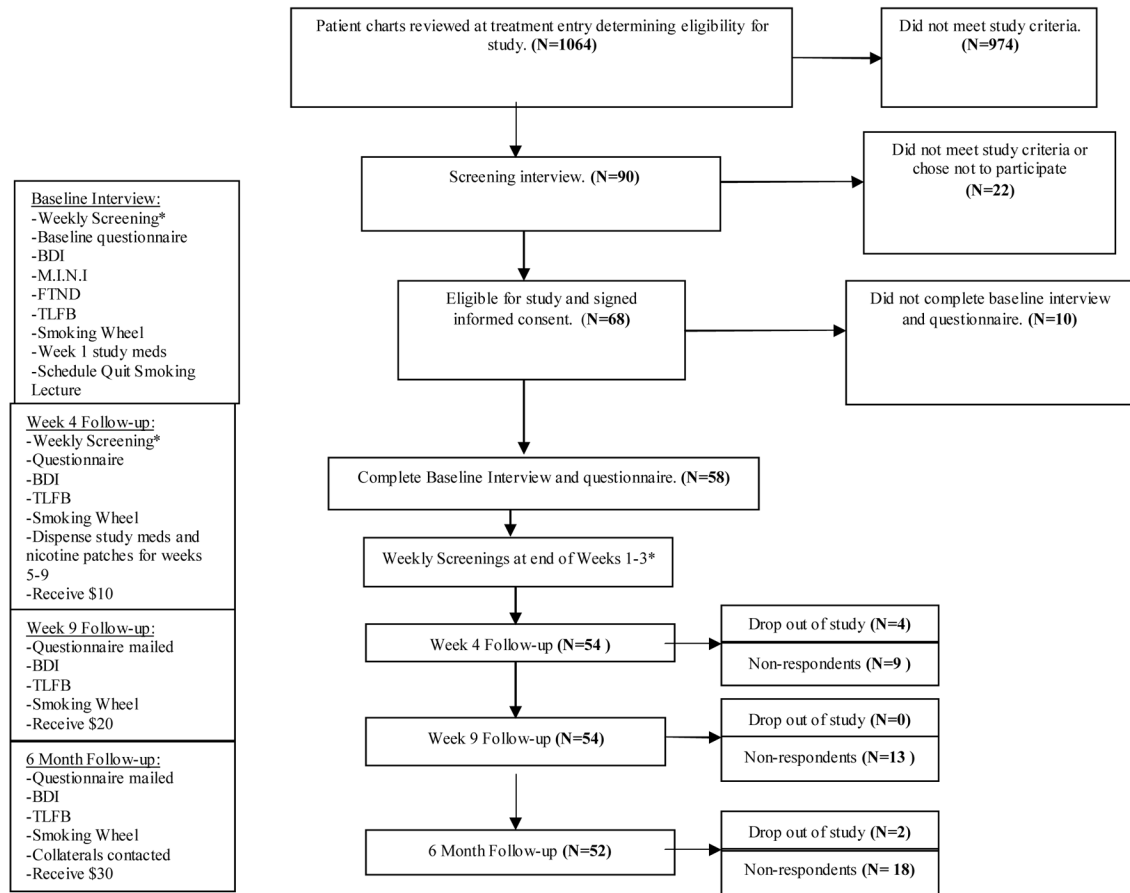 Patient charts reviewed at treatment entry determining eligibility for
study. (N=1064)
Did not meet study criteria.
(N=974)
Screening interview. (N=90)
Did not meet study criteria or
chose not to participate
(N=22)
Eligible for study and signed
informed consent. (N=68)
Did not complete baseline interview
and questionnaire. (N=10)
Complete Baseline Interview and questionnaire. (N=58)
Weekly Screenings at end of Weeks 1-3*
Week 4 Follow-up (N=54 )
Drop out of study (N=4)
Non-respondents (N=9 )
Week 9 Follow-up (N=54)
Drop out of study (N=0)
Non-respondents (N=13 )
6 Month Follow-up (N=52)
Drop out of study (N=2)
Non-respondents (N= 18)
Baseline Interview:
-Weekly Screening*
-Baseline questionnaire
-BDI
-M.I.N.I
-FTND
-TLFB
-Smoking Wheel
-Week 1 study meds
-Schedule Quit Smoking
Lecture
Week 4 Follow-up:
-Weekly Screening*
-Questionnaire
-BDI
-TLFB
-Smoking Wheel
-Dispense study meds and
nicotine patches for weeks
5-9
-Receive $10
Week 9 Follow-up:
-Questionnaire mailed
-BDI
-TLFB
-Smoking Wheel
-Receive $20
6 Month Follow-up:
-Questionnaire mailed
-BDI
-TLFB
-Smoking Wheel
-Collaterals contacted
-Receive $30